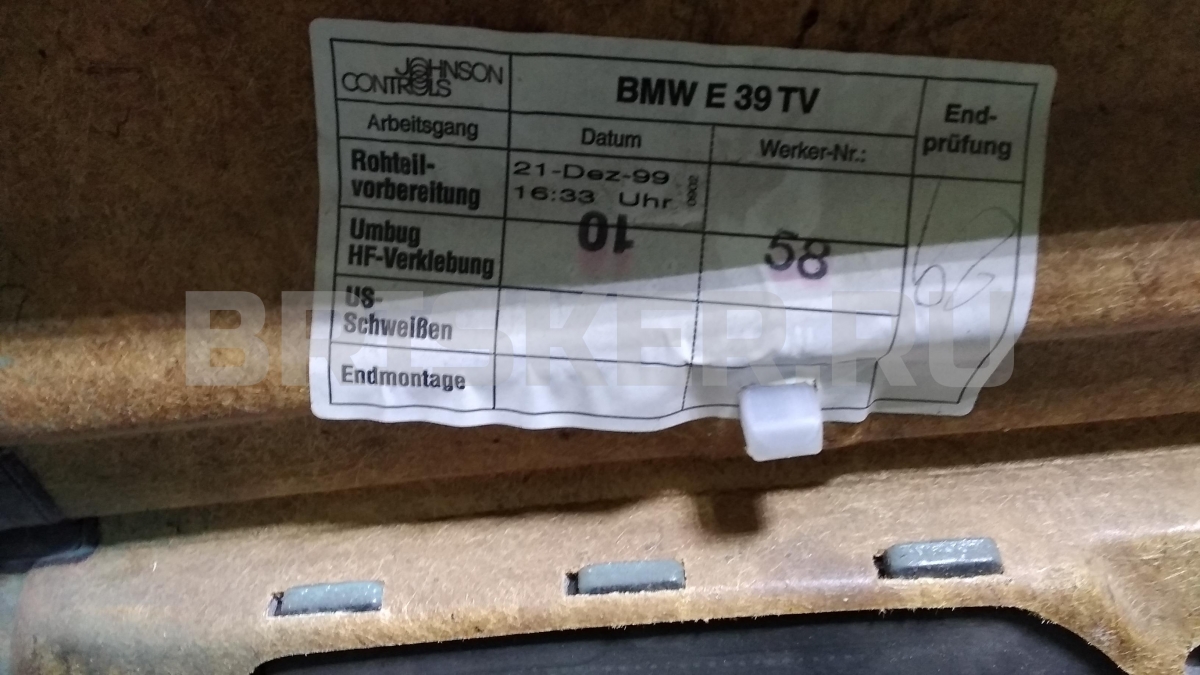 JOHNSON
CONTROLS
BMW E 39 TV
End-
prüfung
Arbeitsgang
Datum
Werker-Nr.:
Rohteil-
vorbereitung
21-Dez-99
16:33 Uhr
Umbug
HF-Verklebung
10
58
62
US-
Schweißen
Endmontage
BRISKER.RU